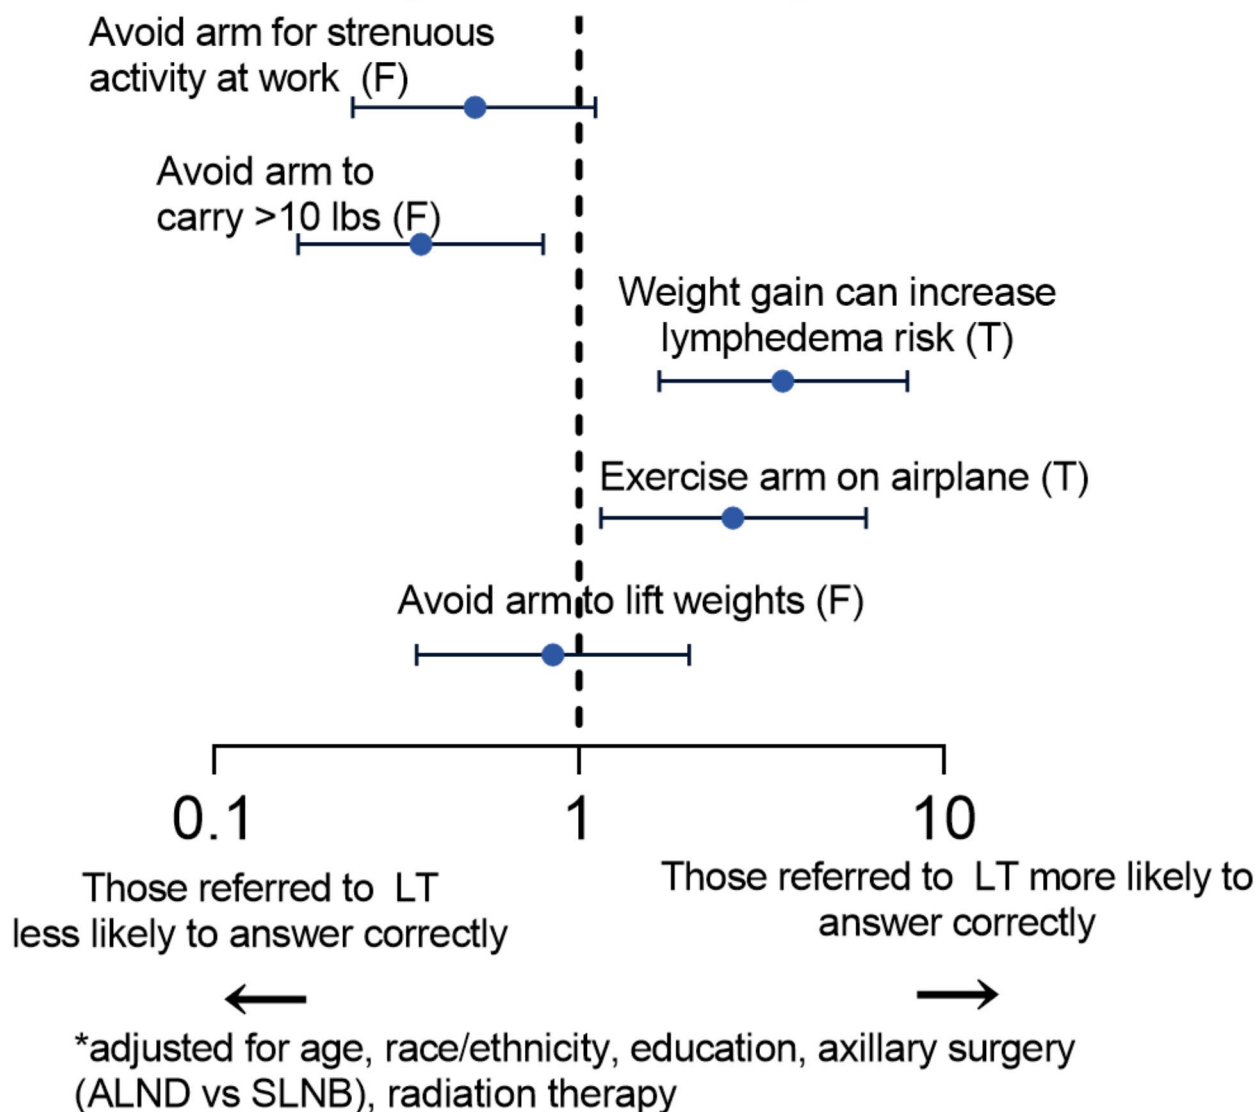 Avoid arm for strenuous
activity at work (F)
Avoid arm to
carry >10 lbs (F)
Weight gain can increase
lymphedema risk (T)
Exercise arm on airplane (T)
Avoid arm to lift weights (F)
0.1 1 10
Those referred to LT
less likely to answer correctly
Those referred to LT more likely to
answer correctly
*adjusted for age, race/ethnicity, education, axillary surgery
(ALND vs SLNB), radiation therapy